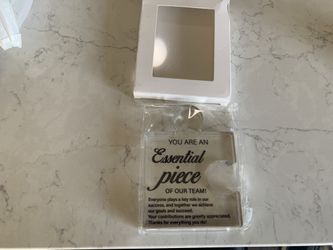 YOU ARE AN
Essential
piece
OF OUR TEAM!
Everyone plays a key role in our
success, and together we achieve
our goals and succeed.
Your contributions are greatly appreciated.
Thanks for everything you do!